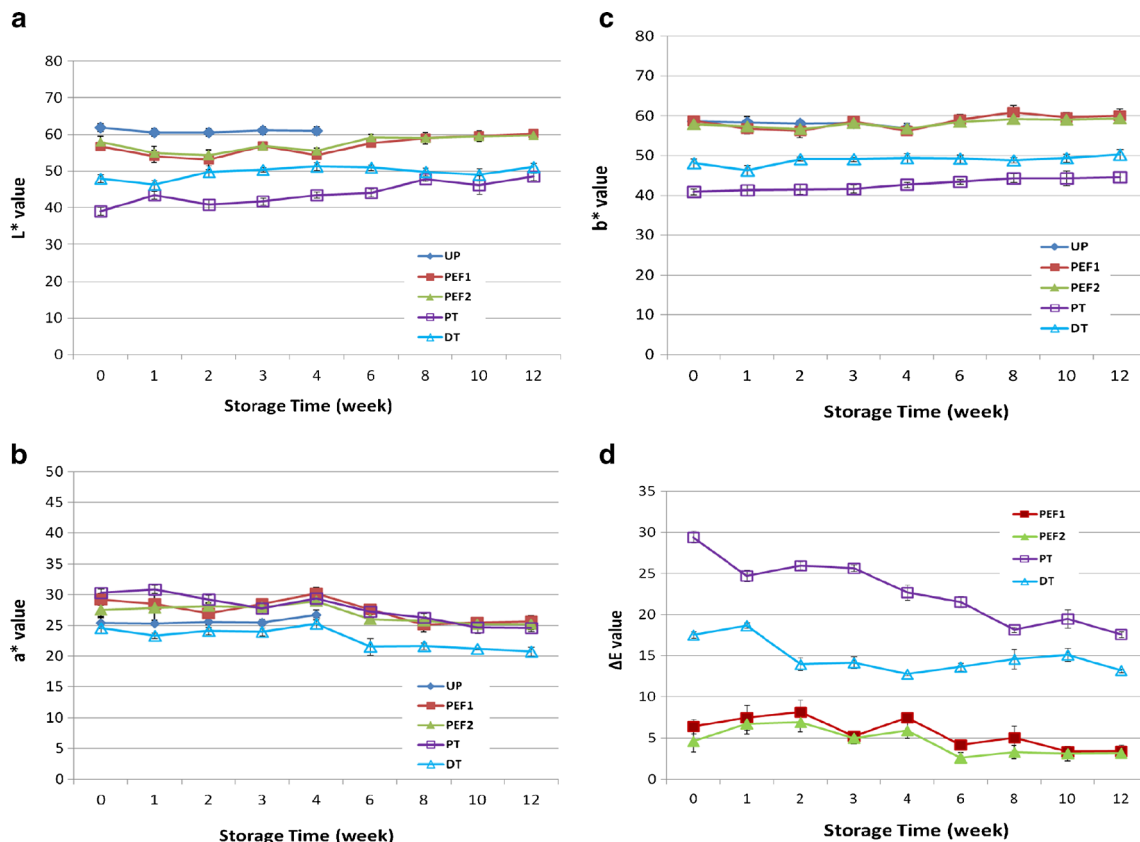 a
L* value
80
70
60
50
40
30
20
10
0
UP
PEF1
PEF2
PT
DT
0 1 2 3 4 6 8 10 12
Storage Time (week)
c
b* value
80
70
60
50
40
30
20
10
0
UP
PEF1
PEF2
PT
DT
0 1 2 3 4 6 8 10 12
Storage Time (week)
b
a* value
50
45
40
35
30
25
20
15
10
5
0
UP
PEF1
PEF2
PT
DT
0 1 2 3 4 6 8 10 12
Storage Time (week)
d
ΔE value
35
30
25
20
15
10
5
0
PEF1
PEF2
PT
DT
0 1 2 3 4 6 8 10 12
Storage Time (week)